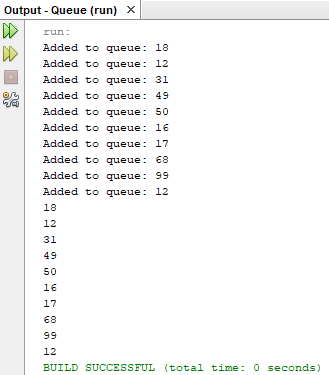 Output - Queue (run)
run:
Added to queue: 18
Added to queue: 12
Added to queue: 31
Added to queue: 49
Added to queue: 50
Added to queue: 16
Added to queue: 17
Added to queue: 68
Added to queue: 99
Added to queue: 12
18
12
31
49
50
16
17
68
99
12
BUILD SUCCESSFUL (total time: 0 seconds)